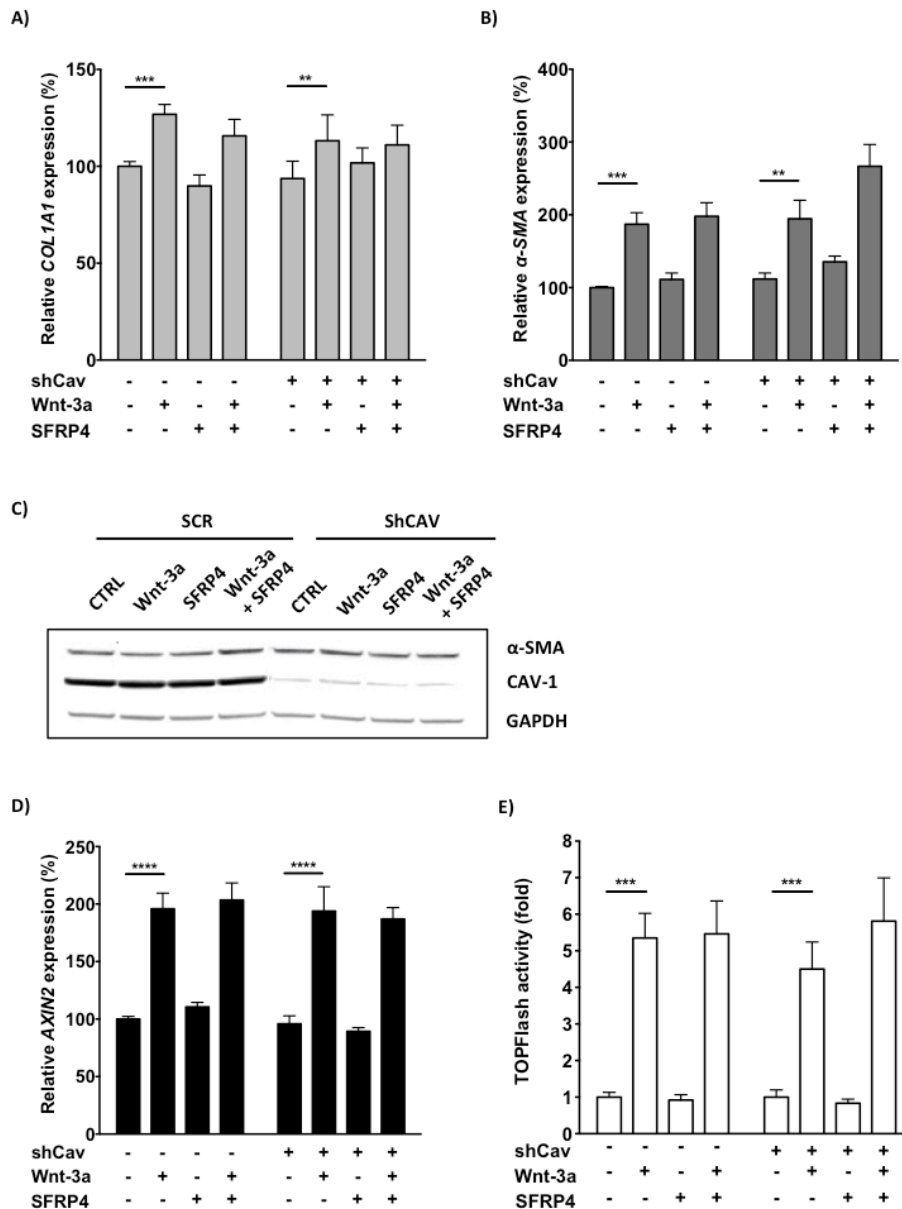 A)
Relative COL1A1 expression (%)
150
100
50
0
***
**
shCav - - - - + + + +
Wnt-3a - + - + - + - +
SFRP4 - - + + - - + +
B)
Relative α-SMA expression (%)
400
300
200
100
0
***
**
shCav - - - - + + + +
Wnt-3a - + - + - + - +
SFRP4 - - + + - - + +
C)
SCR ShCAV
CTRL
Wnt-3a
SFRP4
Wnt-3a
+ SFRP4
CTRL
Wnt-3a
SFRP4
Wnt-3a
+ SFRP4
α-SMA
CAV-1
GAPDH
D)
Relative AXIN2 expression (%)
250
200
150
100
50
0
****
****
shCav - - - - + + + +
Wnt-3a - + - + - + - +
SFRP4 - - + + - - + +
E)
TOPFlash activity (fold)
8
7
6
5
4
3
2
1
0
***
***
shCav - - - - + + + +
Wnt-3a - + - + - + - +
SFRP4 - - + + - - + +